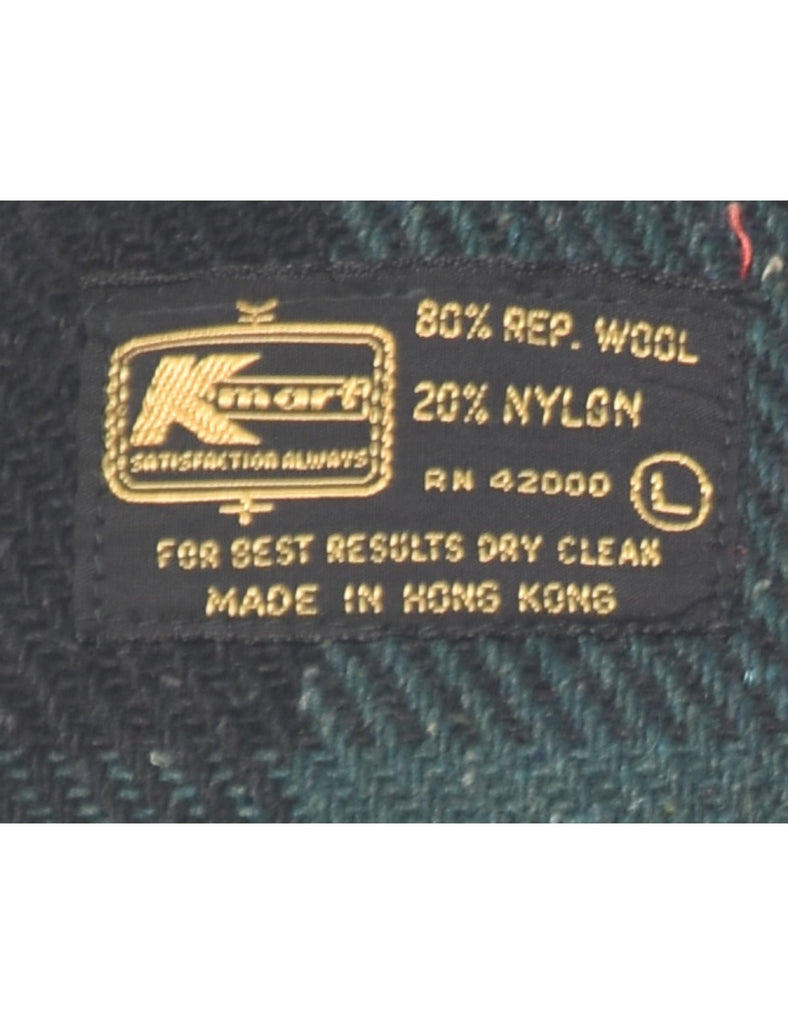 K
Kmart
SATISFACTION ALWAYS
80% REP. WOOL
20% NYLON
RN 42000 L
FOR BEST RESULTS DRY CLEAN
MADE IN HONG KONG